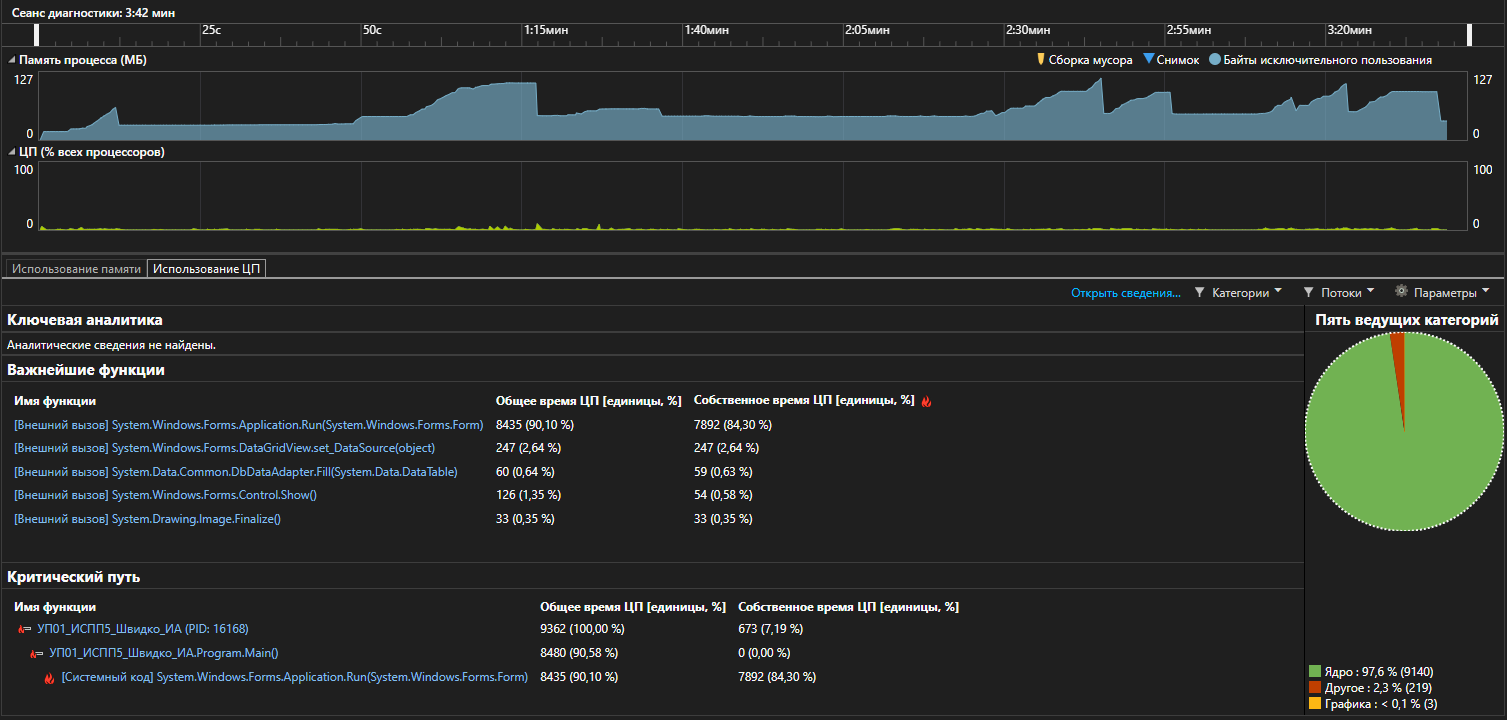 Сеанс диагностики: 3:42 мин
25с 50с 1:15мин 1:40мин 2:05мин 2:30мин 2:55мин 3:20мин
Память процесса (МБ) Сборка мусора Снимок Байты исключительного пользования
127 127
0 0
ЦП (% всех процессоров)
100 100
0 0
Использование памяти Использование ЦП
Открыть сведения... Категории Потоки Параметры
Ключевая аналитика
Аналитические сведения не найдены.
Важнейшие функции
Имя функции Общее время ЦП [единицы, %] Собственное время ЦП [единицы, %]
[Внешний вызов] System.Windows.Forms.Application.Run(System.Windows.Forms.Form) 8435 (90,10 %) 7892 (84,30 %)
[Внешний вызов] System.Windows.Forms.DataGridView.set_DataSource(object) 247 (2,64 %) 247 (2,64 %)
[Внешний вызов] System.Data.Common.DbDataAdapter.Fill(System.Data.DataTable) 60 (0,64 %) 59 (0,63 %)
[Внешний вызов] System.Windows.Forms.Control.Show() 126 (1,35 %) 54 (0,58 %)
[Внешний вызов] System.Drawing.Image.Finalize() 33 (0,35 %) 33 (0,35 %)
Критический путь
Имя функции Общее время ЦП [единицы, %] Собственное время ЦП [единицы, %]
УП01_ИСПП5_Швидко_ИА (PID: 16168) 9362 (100,00 %) 673 (7,19 %)
УП01_ИСПП5_Швидко_ИА.Program.Main() 8480 (90,58 %) 0 (0,00 %)
[Системный код] System.Windows.Forms.Application.Run(System.Windows.Forms.Form) 8435 (90,10 %) 7892 (84,30 %)
Пять ведущих категорий
Ядро : 97,6 % (9140)
Другое : 2,3 % (219)
Графика : < 0,1 % (3)